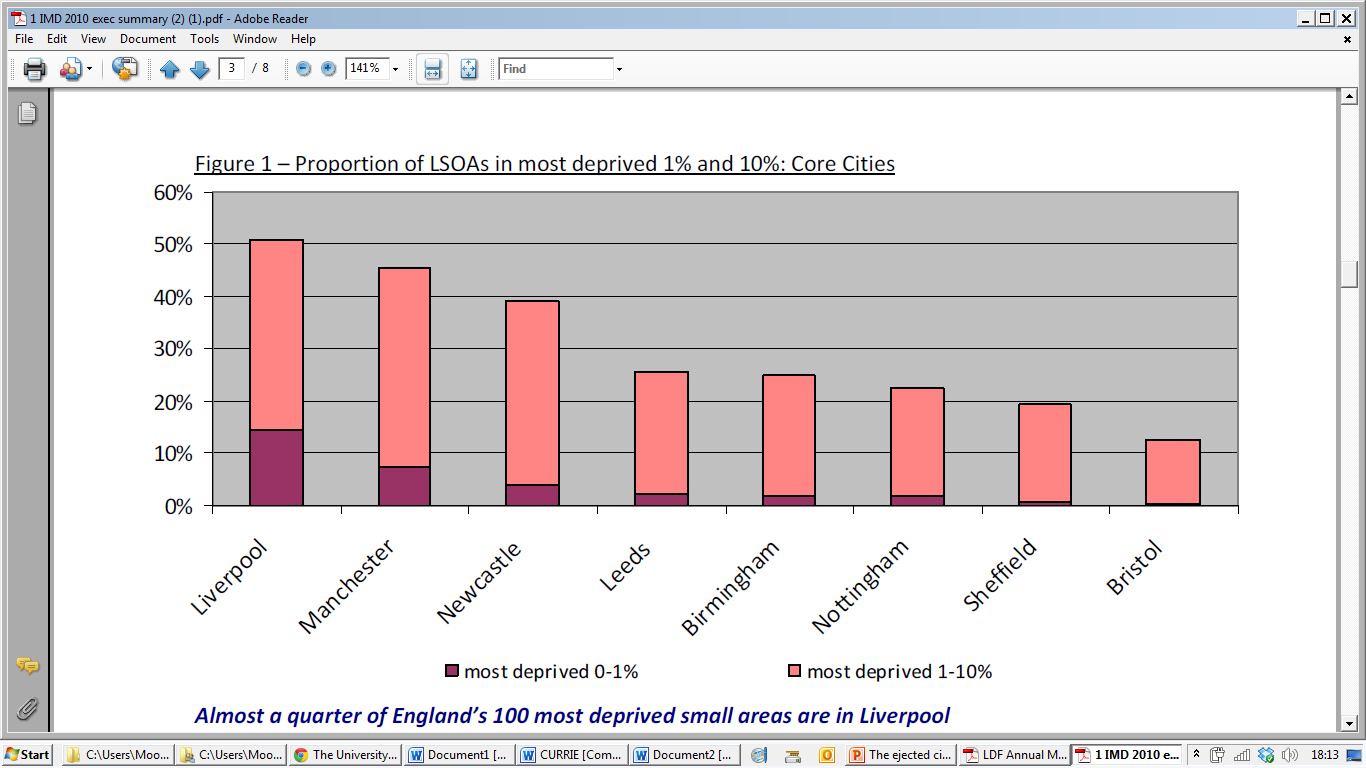 1 IMD 2010 exec summary (2) (1).pdf - Adobe Reader
File Edit View Document Tools Window Help
3 / 8 141% Find
Figure 1 – Proportion of LSOAs in most deprived 1% and 10%: Core Cities
60%
50%
40%
30%
20%
10%
0%
Liverpool
Manchester
Newcastle
Leeds
Birmingham
Nottingham
Sheffield
Bristol
most deprived 0-1% most deprived 1-10%
Almost a quarter of England’s 100 most deprived small areas are in Liverpool
Start C:\Users\Moo... C:\Users\Moo... The University... Document1 [... CURRIE [Com... Document2 [... The ejected ci... LDF Annual M... 1 IMD 2010 e... 18:13